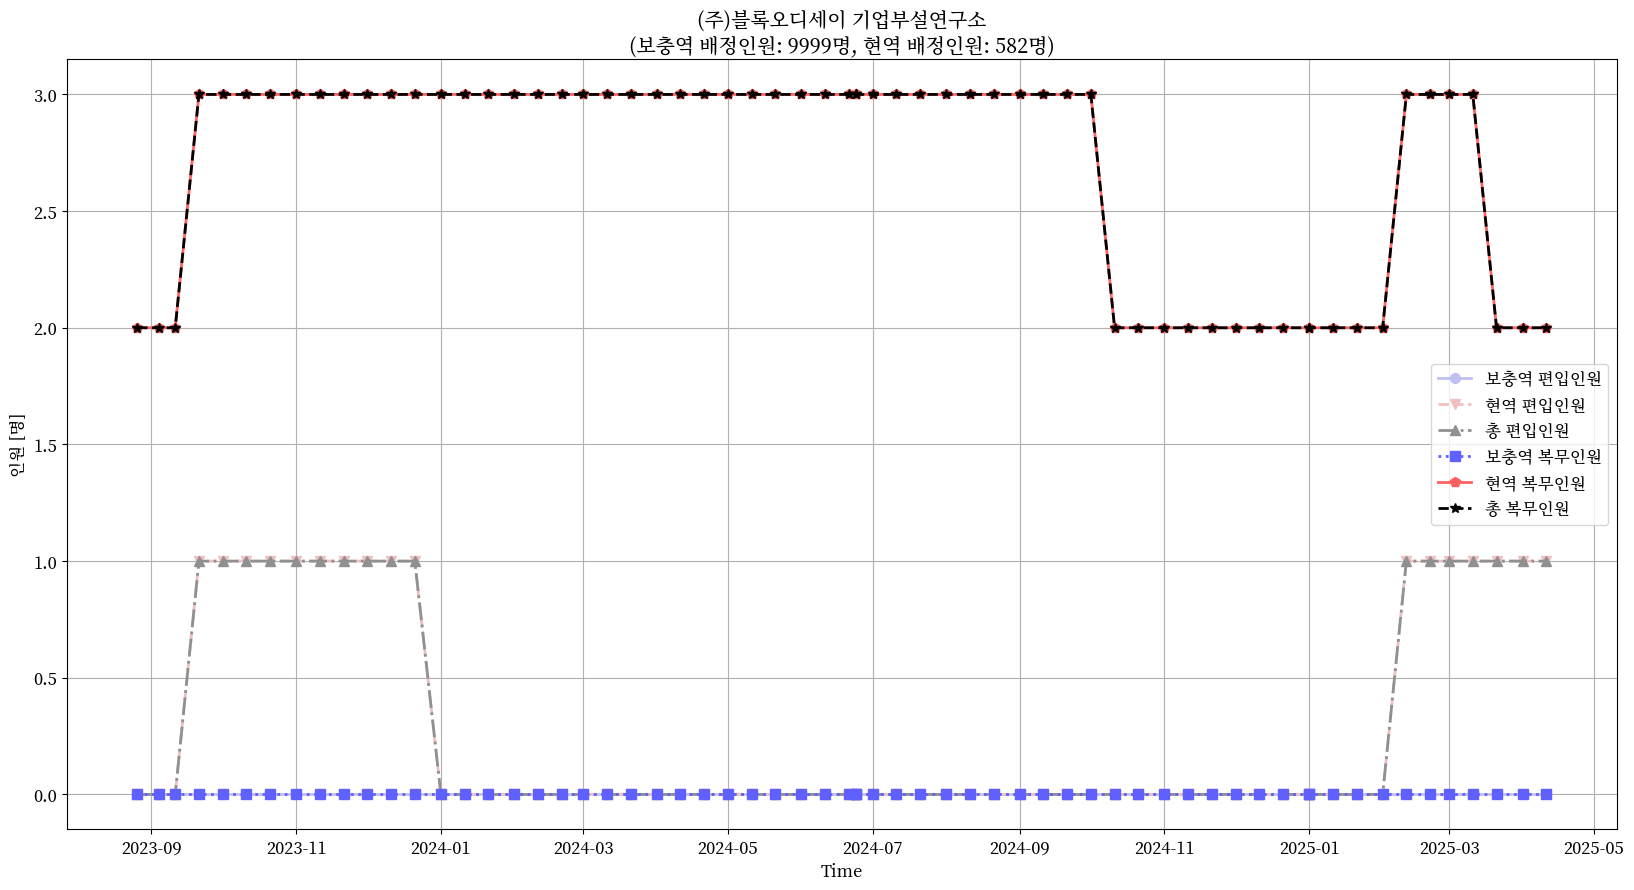 (주)블록오디세이 기업부설연구소
(보충역 배정인원: 9999명, 현역 배정인원: 582명)
3.0
2.5
2.0
1.5
1.0
0.5
0.0
인원 [명]
보충역 편입인원
현역 편입인원
총 편입인원
보충역 복무인원
현역 복무인원
총 복무인원
2023-09 2023-11 2024-01 2024-03 2024-05 2024-07 2024-09 2024-11 2025-01 2025-03 2025-05
Time